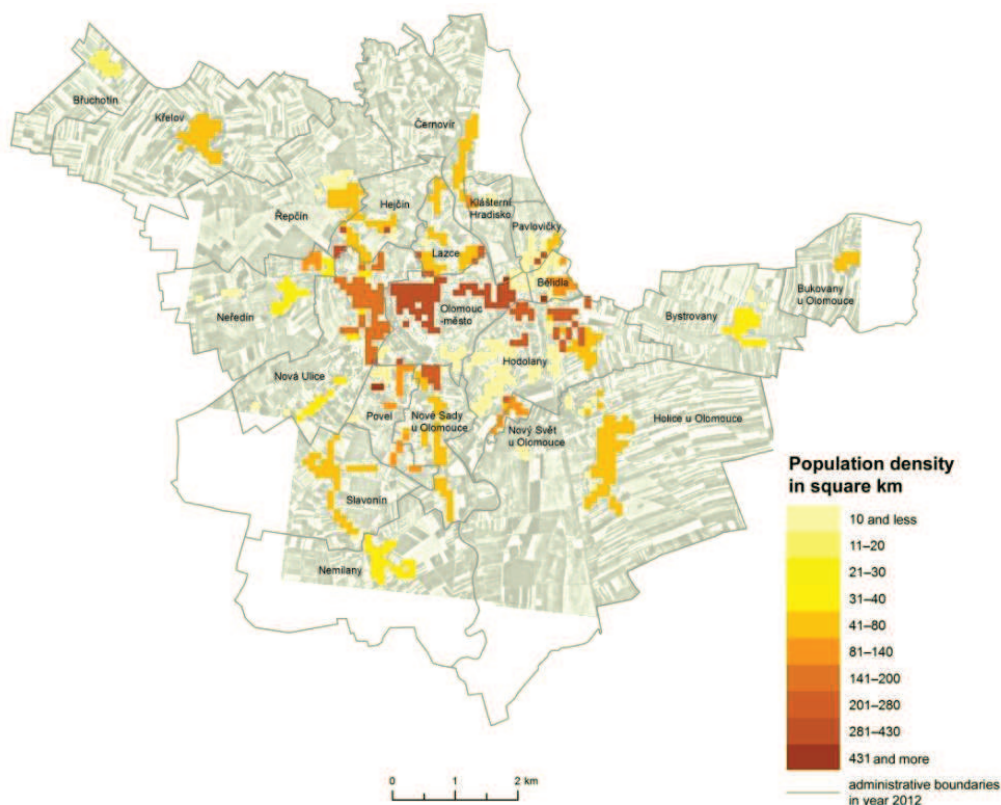 Břuchotín
Křelov
Černovír
Klášterní
Hradisko
Hejčín
Řepčín
Pavlovičky
Lazce
Bělidla
Bukovany
u Olomouce
Olomouc
-město
Bystrovany
Neředín
Hodolany
Nová Ulice
Povel
Nové Sady
u Olomouce
Nový Svět
u Olomouce
Holice u Olomouce
Slavonín
Nemilany
Population density
in square km
10 and less
11–20
21–30
31–40
41–80
81–140
141–200
201–280
281–430
431 and more
administrative boundaries
in year 2012
0 1 2 km